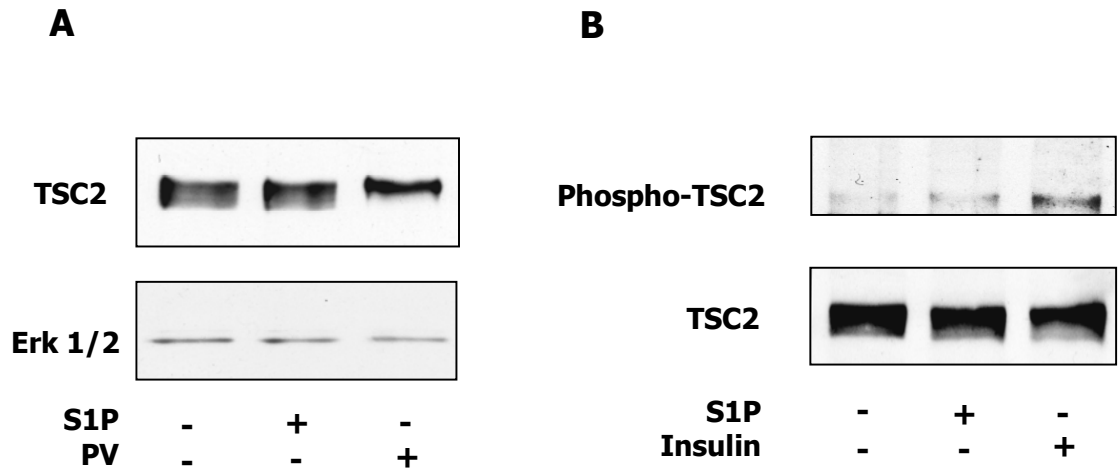 A
TSC2
Erk 1/2
S1P - + -
PV - - +
B
Phospho-TSC2
TSC2
S1P - + -
Insulin - - +